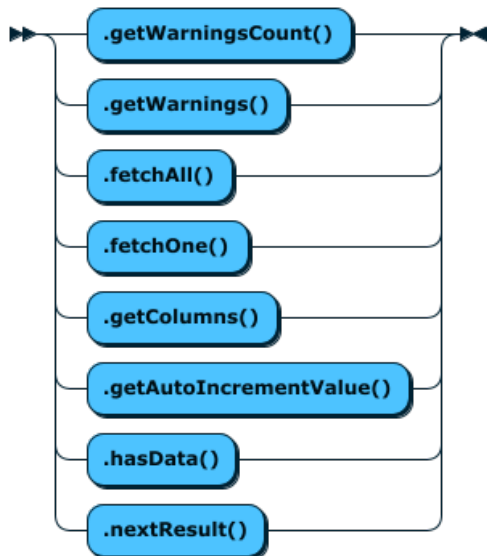 .getWarningsCount()
.getWarnings()
.fetchAll()
.fetchOne()
.getColumns()
.getAutoIncrementValue()
.hasData()
.nextResult()